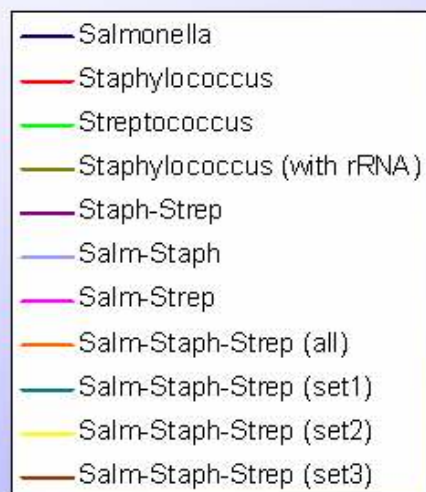 Salmonella
Staphylococcus
Streptococcus
Staphylococcus (with rRNA)
Staph-Strep
Salm-Staph
Salm-Strep
Salm-Staph-Strep (all)
Salm-Staph-Strep (set1)
Salm-Staph-Strep (set2)
Salm-Staph-Strep (set3)